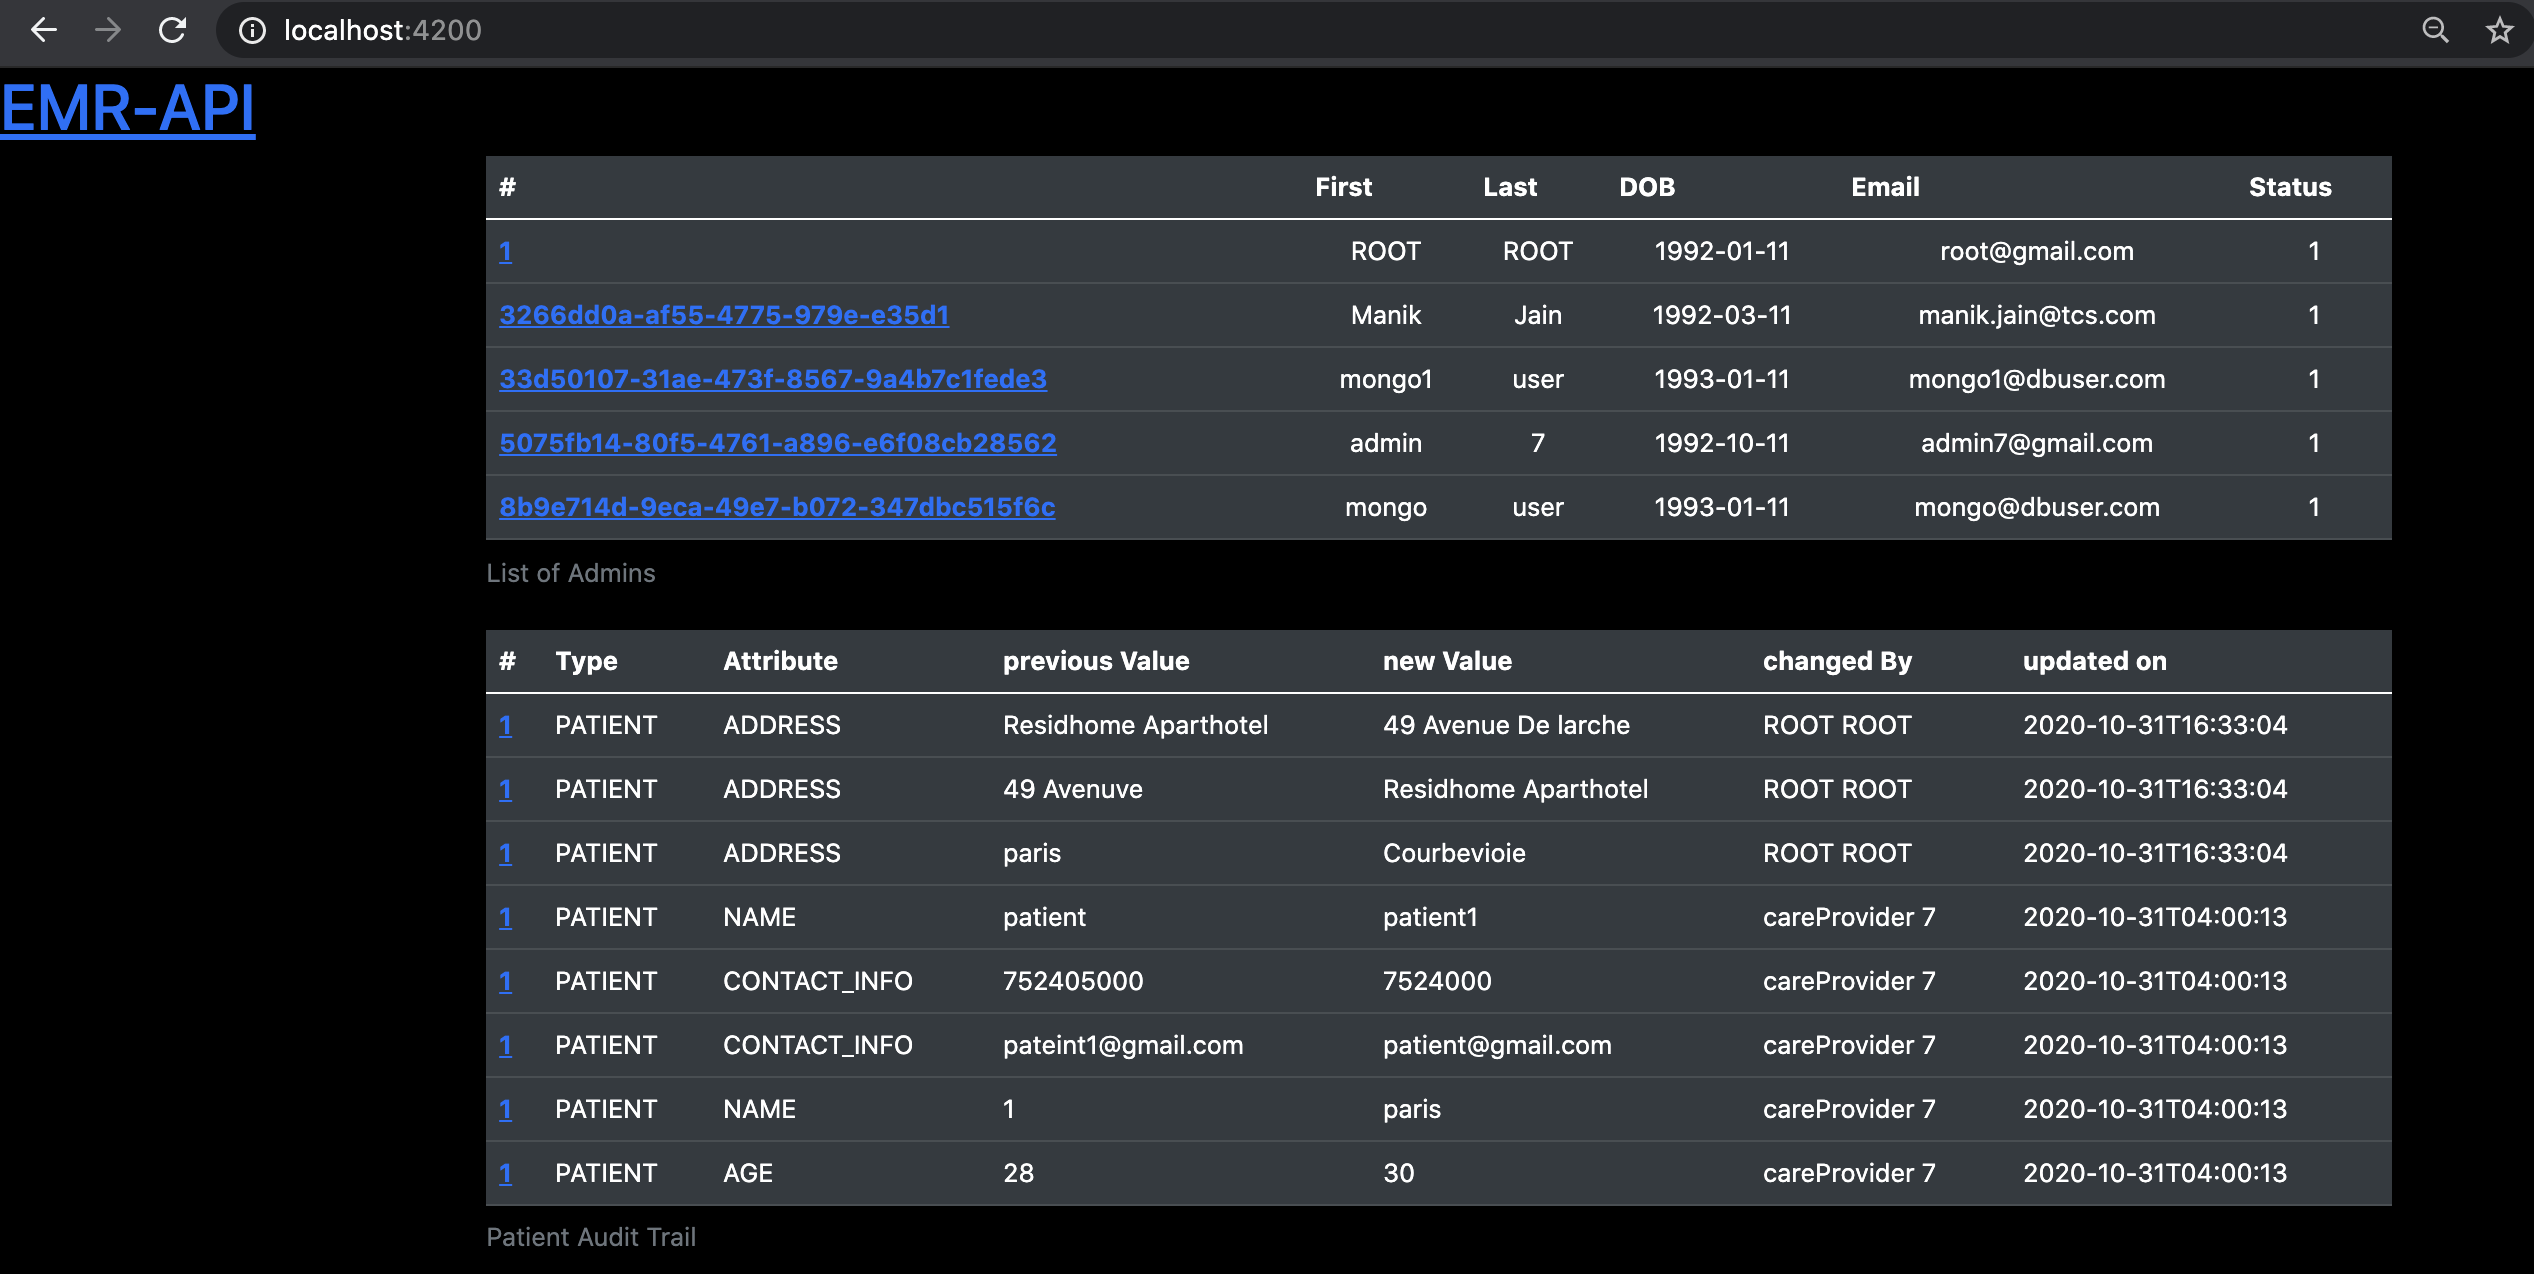 localhost:4200
EMR-API
# First Last DOB Email Status
1 ROOT ROOT 1992-01-11 root@gmail.com 1
3266dd0a-af55-4775-979e-e35d1 Manik Jain 1992-03-11 manik.jain@tcs.com 1
33d50107-31ae-473f-8567-9a4b7c1fede3 mongo1 user 1993-01-11 mongo1@dbuser.com 1
5075fb14-80f5-4761-a896-e6f08cb28562 admin 7 1992-10-11 admin7@gmail.com 1
8b9e714d-9eca-49e7-b072-347dbc515f6c mongo user 1993-01-11 mongo@dbuser.com 1
List of Admins
# Type Attribute previous Value new Value changed By updated on
1 PATIENT ADDRESS Residhome Aparthotel 49 Avenue De larche ROOT ROOT 2020-10-31T16:33:04
1 PATIENT ADDRESS 49 Avenuve Residhome Aparthotel ROOT ROOT 2020-10-31T16:33:04
1 PATIENT ADDRESS paris Courbevioie ROOT ROOT 2020-10-31T16:33:04
1 PATIENT NAME patient patient1 careProvider 7 2020-10-31T04:00:13
1 PATIENT CONTACT_INFO 752405000 7524000 careProvider 7 2020-10-31T04:00:13
1 PATIENT CONTACT_INFO pateint1@gmail.com patient@gmail.com careProvider 7 2020-10-31T04:00:13
1 PATIENT NAME 1 paris careProvider 7 2020-10-31T04:00:13
1 PATIENT AGE 28 30 careProvider 7 2020-10-31T04:00:13
Patient Audit Trail